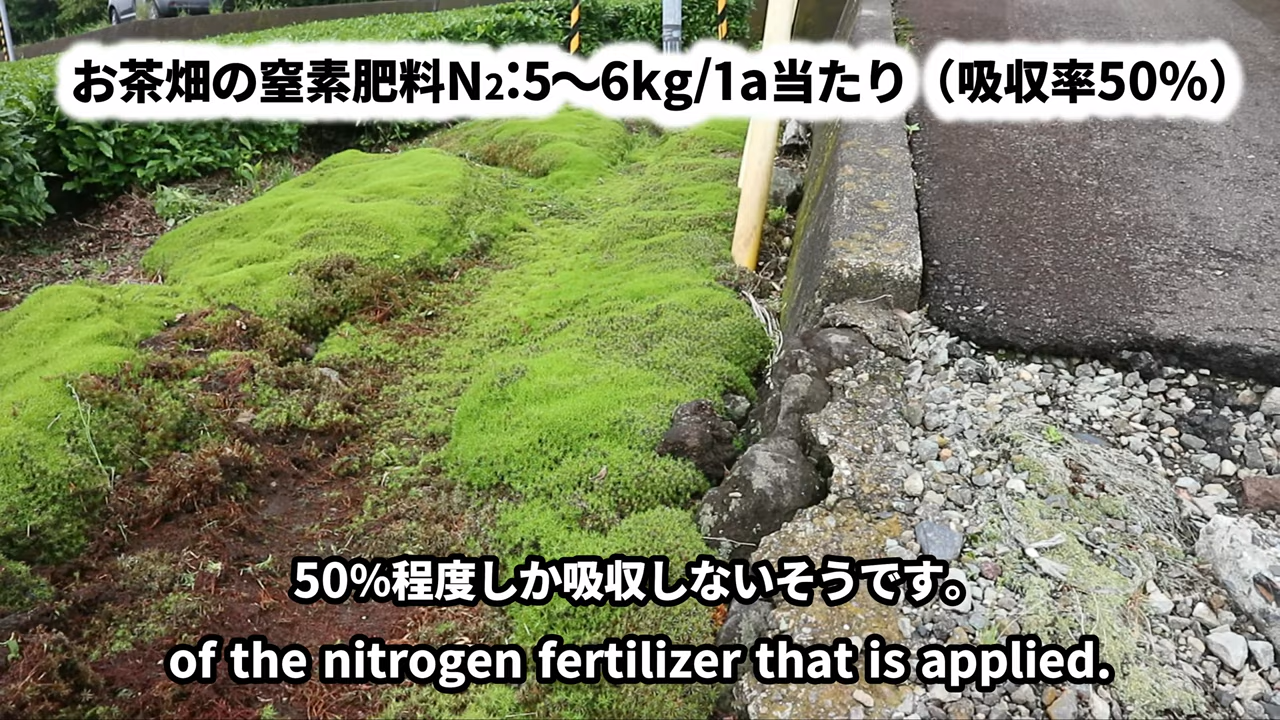 お茶畑の窒素肥料N₂:5〜6kg/1a当たり（吸収率50%）
50%程度しか吸収しないそうです。
of the nitrogen fertilizer that is applied.